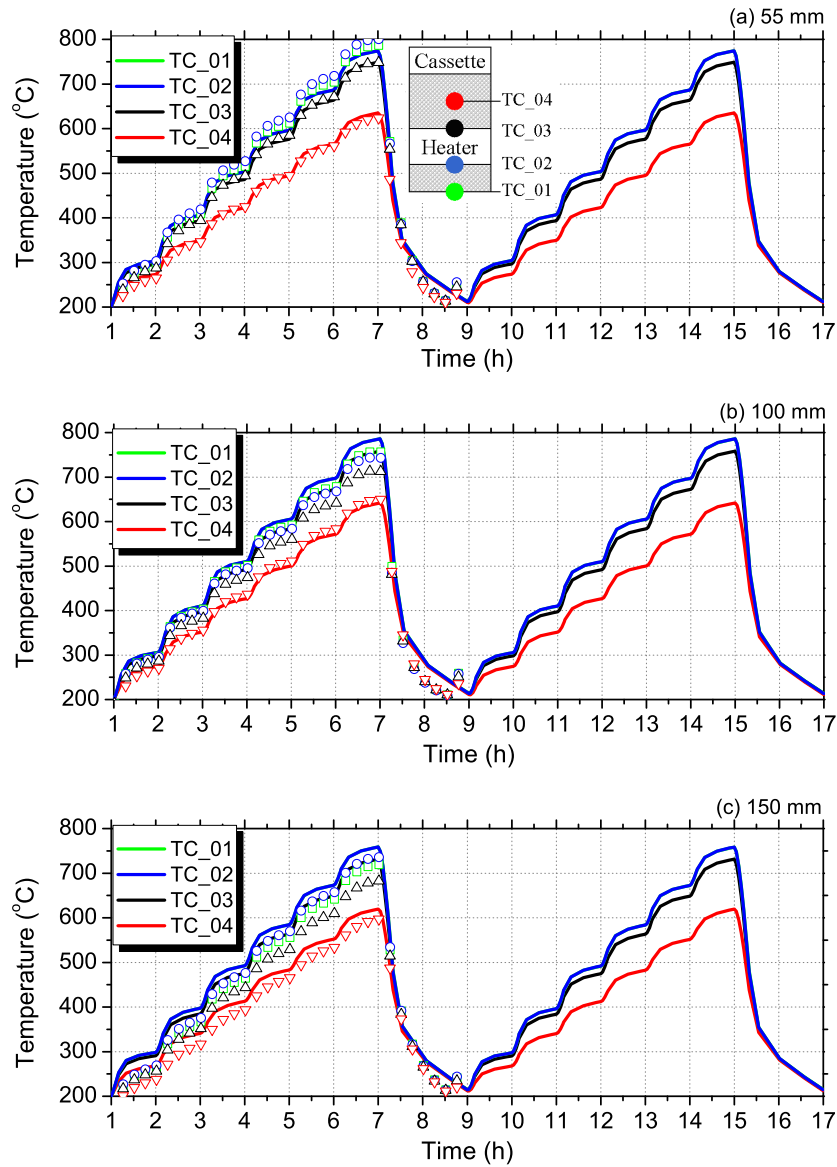 (a) 55 mm
800
700
600
500
400
300
200
Temperature (°C)
TC_01
TC_02
TC_03
TC_04
Cassette
TC_04
TC_03
Heater
TC_02
TC_01
1 2 3 4 5 6 7 8 9 10 11 12 13 14 15 16 17
Time (h)
(b) 100 mm
800
700
600
500
400
300
200
Temperature (°C)
TC_01
TC_02
TC_03
TC_04
1 2 3 4 5 6 7 8 9 10 11 12 13 14 15 16 17
Time (h)
(c) 150 mm
800
700
600
500
400
300
200
Temperature (°C)
TC_01
TC_02
TC_03
TC_04
1 2 3 4 5 6 7 8 9 10 11 12 13 14 15 16 17
Time (h)